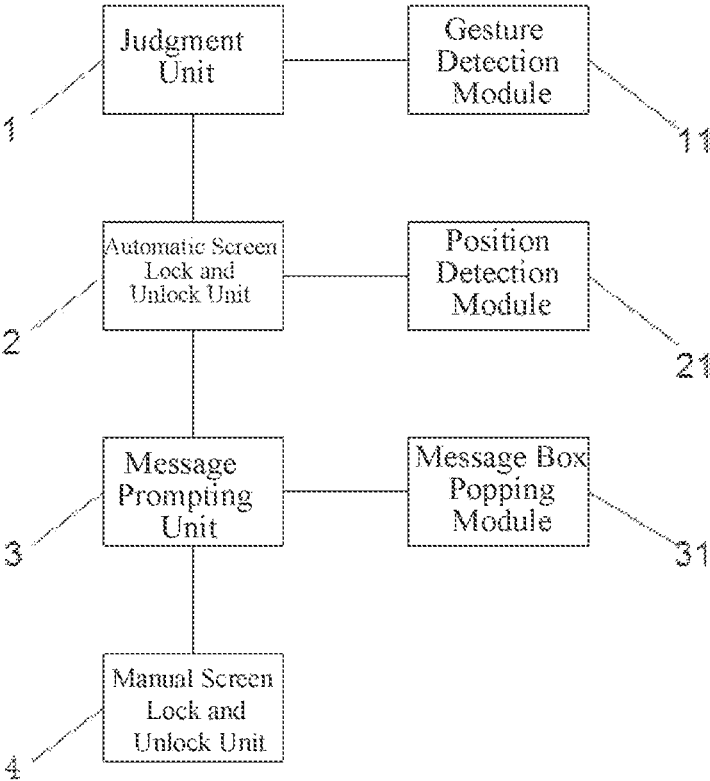 Judgment
Unit
Gesture
Detection
Module
1
11
Automatic Screen
Lock and
Unlock Unit
Position
Detection
Module
2
21
Message
Prompting
Unit
Message Box
Popping
Module
3
31
Manual Screen
Lock and
Unlock Unit
4